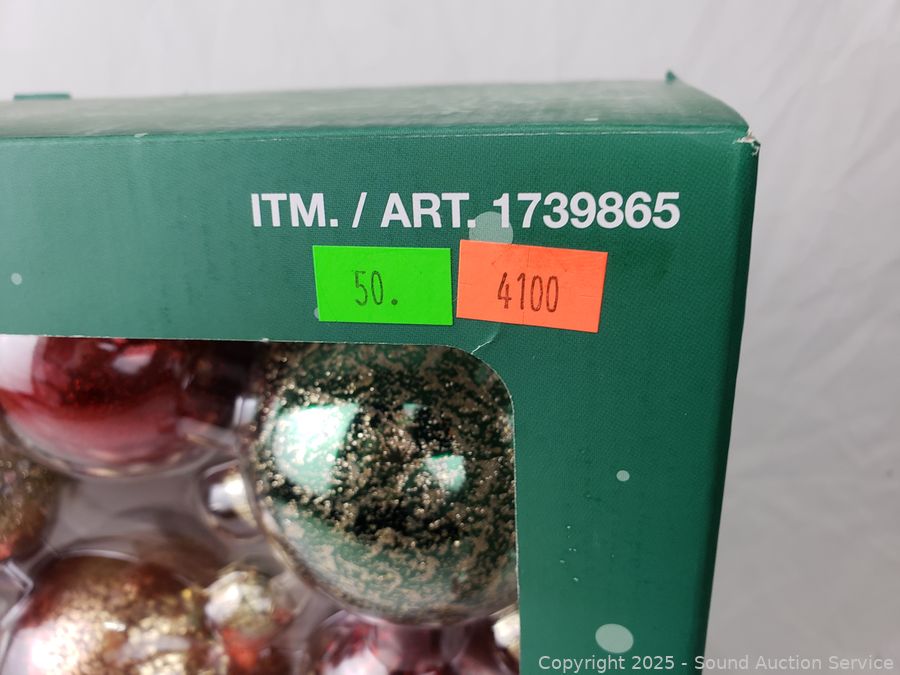 ITM. / ART. 1739865
50.
4100
Copyright 2025 - Sound Auction Service